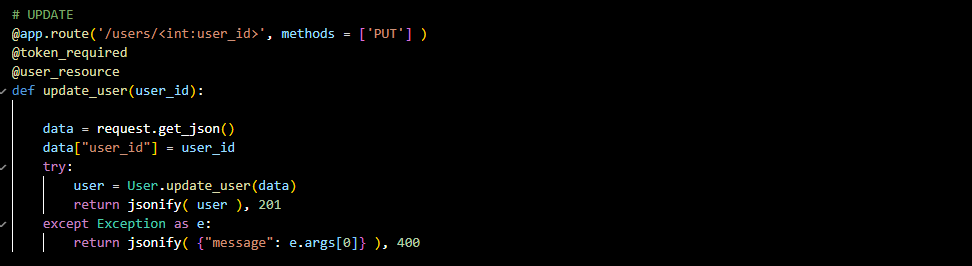 # UPDATE
@app.route('/users/<int:user_id>', methods = ['PUT'] )
@token_required
@user_resource
def update_user(user_id):
data = request.get_json()
data["user_id"] = user_id
try:
user = User.update_user(data)
return jsonify( user ), 201
except Exception as e:
return jsonify( {"message": e.args[0]} ), 400